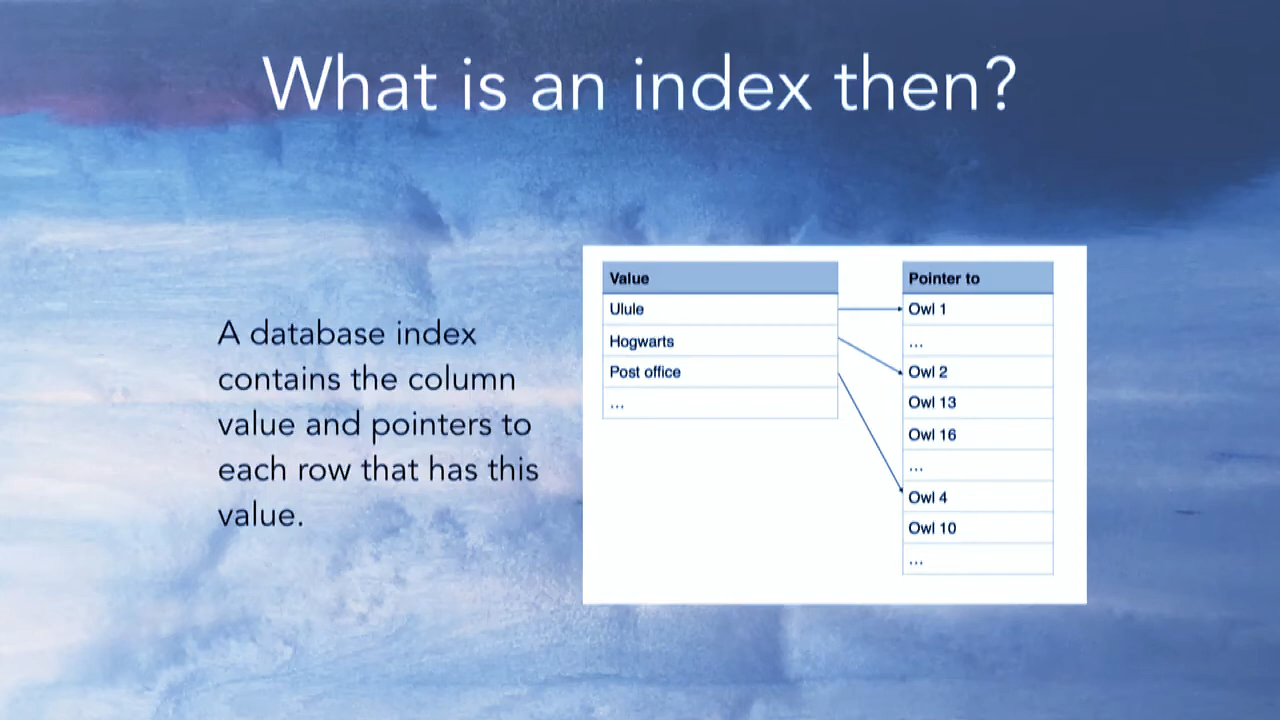 What is an index then?
A database index
contains the column
value and pointers to
each row that has this
value.
Value
Ulule
Hogwarts
Post office
...
Pointer to
Owl 1
...
Owl 2
Owl 13
Owl 16
...
Owl 4
Owl 10
...